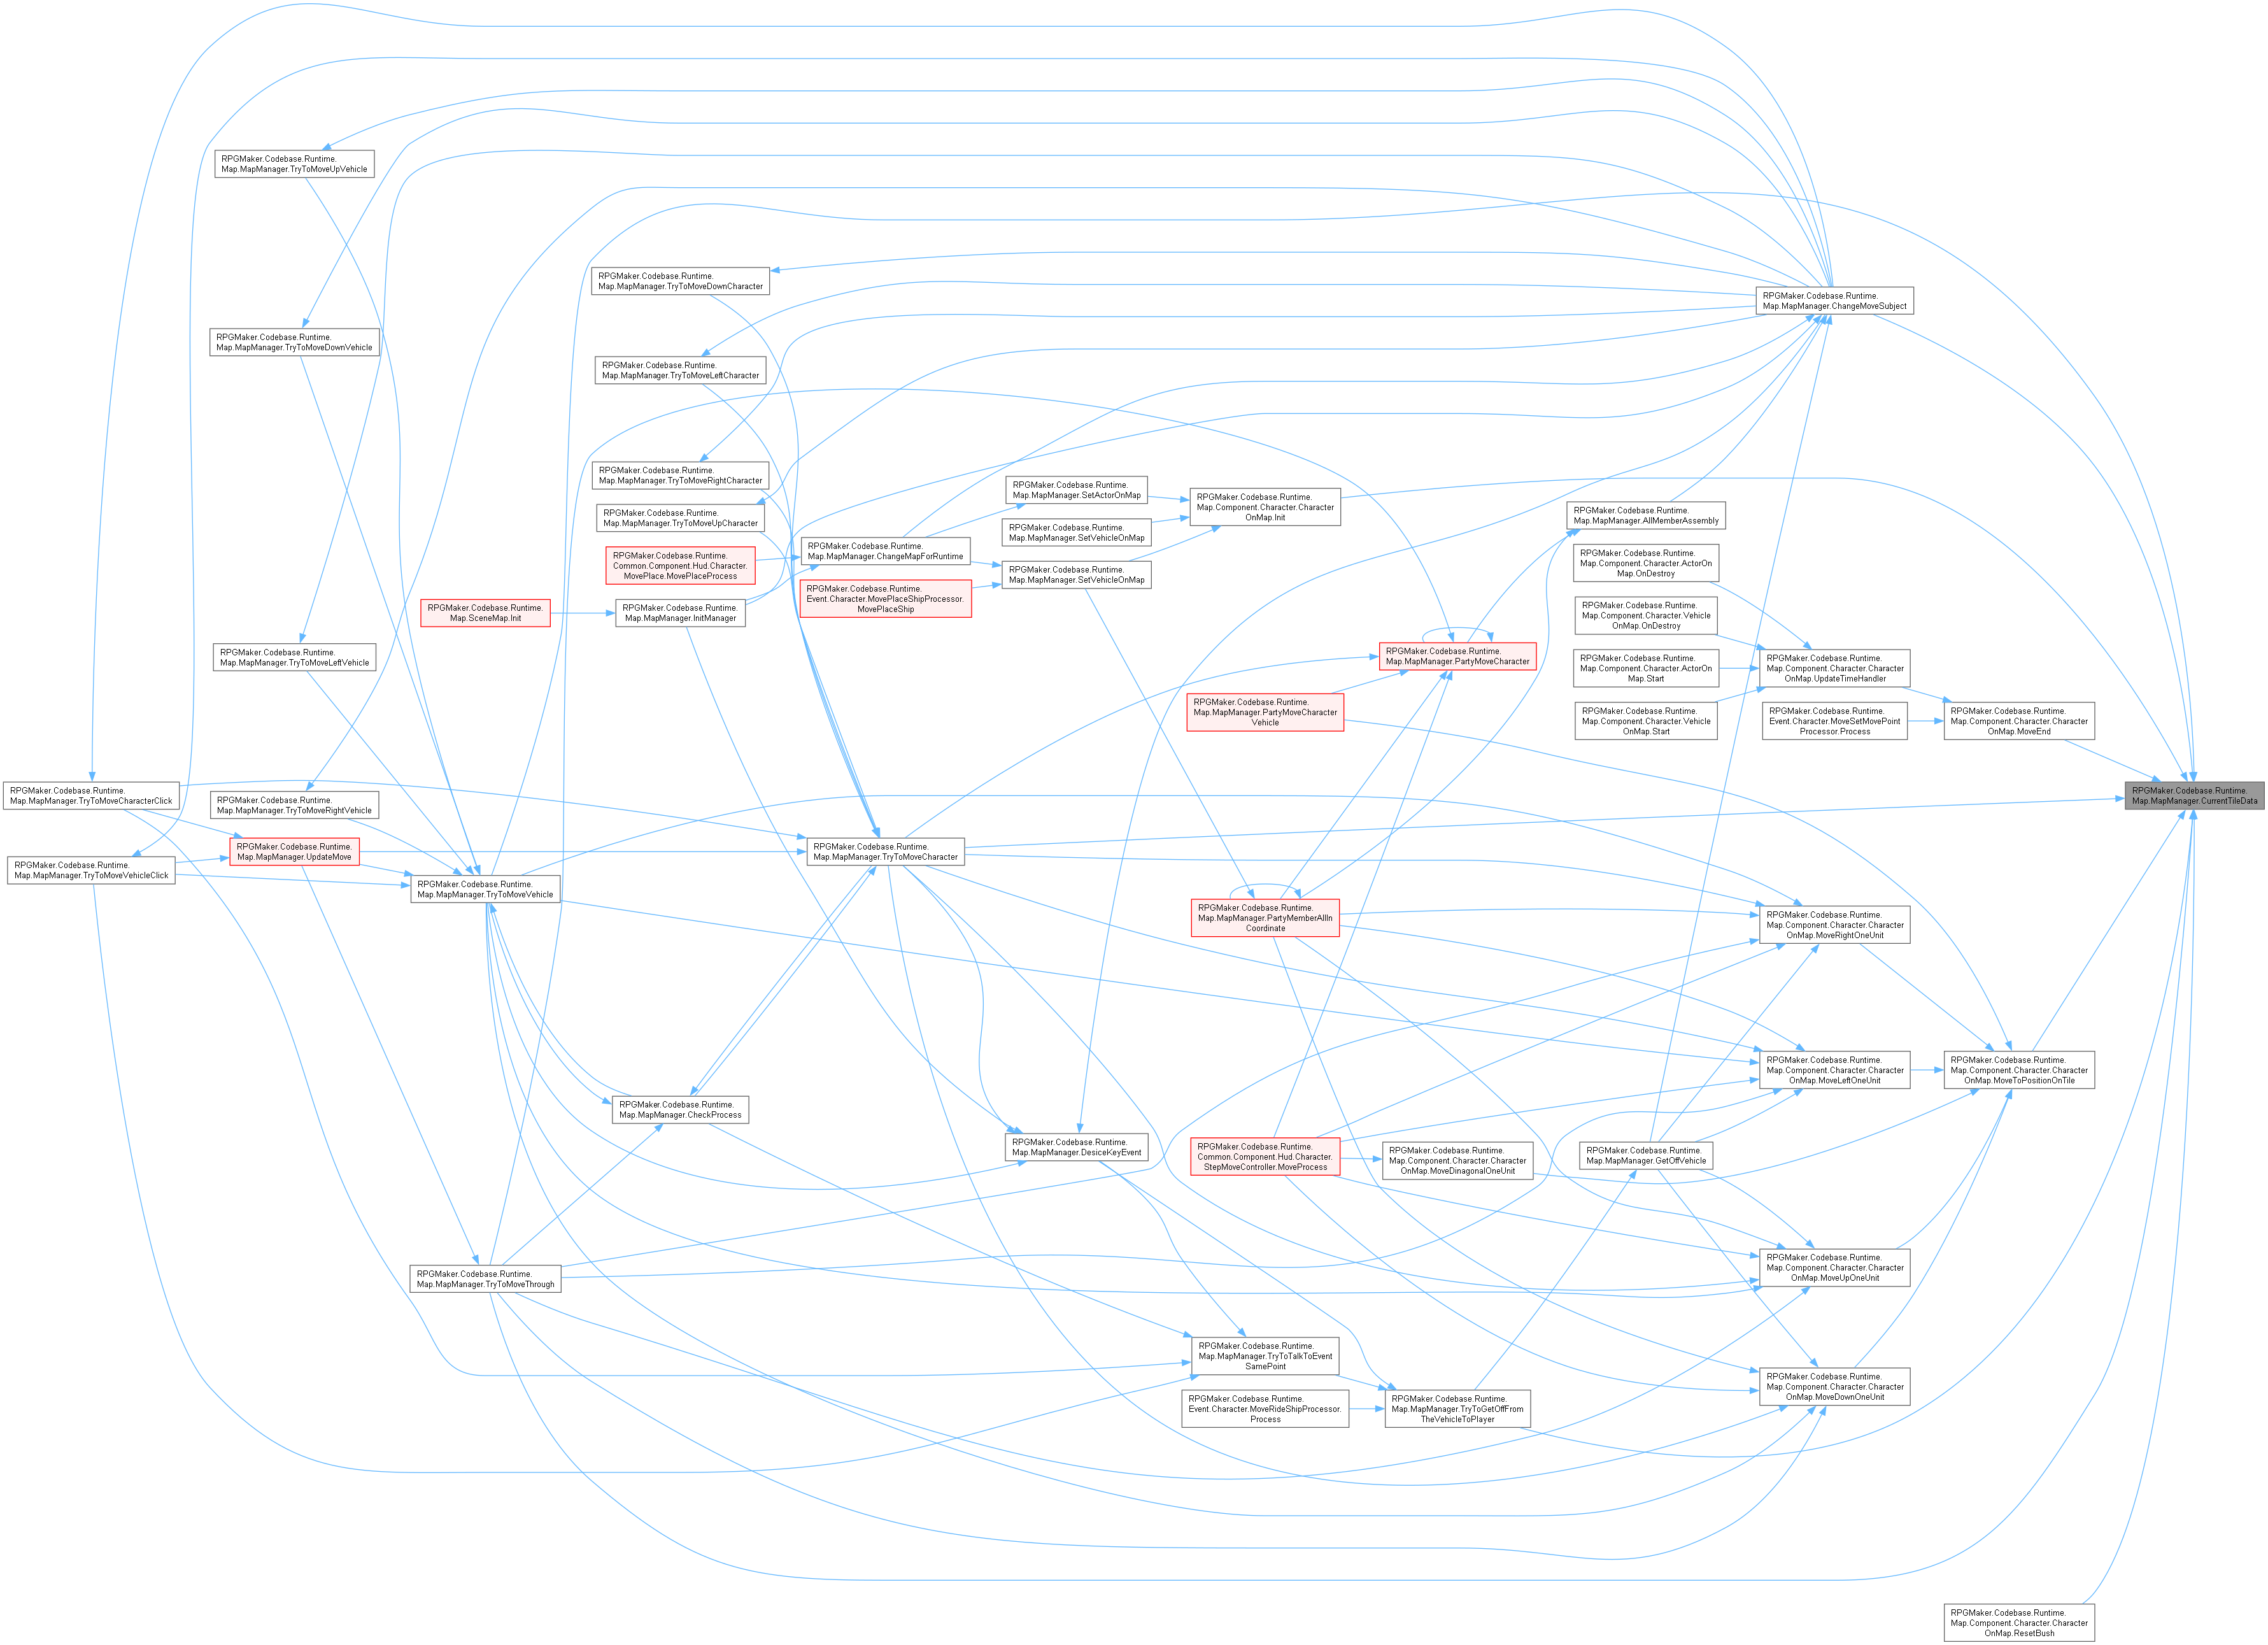 RPGMaker.Codebase.Runtime.
Map.MapManager.TryToMoveUpVehicle
RPGMaker.Codebase.Runtime.
Map.MapManager.TryToMoveDownCharacter
RPGMaker.Codebase.Runtime.
Map.MapManager.ChangeMoveSubject
RPGMaker.Codebase.Runtime.
Map.MapManager.TryToMoveDownVehicle
RPGMaker.Codebase.Runtime.
Map.MapManager.TryToMoveLeftCharacter
RPGMaker.Codebase.Runtime.
Map.MapManager.TryToMoveRightCharacter
RPGMaker.Codebase.Runtime.
Map.MapManager.SetActorOnMap
RPGMaker.Codebase.Runtime.
Map.Component.Character.Character
OnMap.Init
RPGMaker.Codebase.Runtime.
Map.MapManager.AllMemberAssembly
RPGMaker.Codebase.Runtime.
Map.MapManager.TryToMoveUpCharacter
RPGMaker.Codebase.Runtime.
Map.MapManager.SetVehicleOnMap
RPGMaker.Codebase.Runtime.
Map.MapManager.ChangeMapForRuntime
RPGMaker.Codebase.Runtime.
Common.Component.Hud.Character.
MovePlace.MovePlaceProcess
RPGMaker.Codebase.Runtime.
Map.MapManager.SetVehicleOnMap
RPGMaker.Codebase.Runtime.
Map.Component.Character.ActorOn
Map.OnDestroy
RPGMaker.Codebase.Runtime.
Event.Character.MovePlaceShipProcessor.
MovePlaceShip
RPGMaker.Codebase.Runtime.
Map.SceneMap.Init
RPGMaker.Codebase.Runtime.
Map.MapManager.InitManager
RPGMaker.Codebase.Runtime.
Map.Component.Character.Vehicle
OnMap.OnDestroy
RPGMaker.Codebase.Runtime.
Map.MapManager.TryToMoveLeftVehicle
RPGMaker.Codebase.Runtime.
Map.MapManager.PartyMoveCharacter
RPGMaker.Codebase.Runtime.
Map.Component.Character.ActorOn
Map.Start
RPGMaker.Codebase.Runtime.
Map.Component.Character.Character
OnMap.UpdateTimeHandler
RPGMaker.Codebase.Runtime.
Map.MapManager.PartyMoveCharacter
Vehicle
RPGMaker.Codebase.Runtime.
Map.Component.Character.Vehicle
OnMap.Start
RPGMaker.Codebase.Runtime.
Event.Character.MoveSetMovePoint
Processor.Process
RPGMaker.Codebase.Runtime.
Map.Component.Character.Character
OnMap.MoveEnd
RPGMaker.Codebase.Runtime.
Map.MapManager.TryToMoveCharacterClick
RPGMaker.Codebase.Runtime.
Map.MapManager.TryToMoveRightVehicle
RPGMaker.Codebase.Runtime.
Map.MapManager.CurrentTileData
RPGMaker.Codebase.Runtime.
Map.MapManager.UpdateMove
RPGMaker.Codebase.Runtime.
Map.MapManager.TryToMoveCharacter
RPGMaker.Codebase.Runtime.
Map.MapManager.TryToMoveVehicleClick
RPGMaker.Codebase.Runtime.
Map.MapManager.TryToMoveVehicle
RPGMaker.Codebase.Runtime.
Map.MapManager.PartyMemberAllIn
Coordinate
RPGMaker.Codebase.Runtime.
Map.Component.Character.Character
OnMap.MoveRightOneUnit
RPGMaker.Codebase.Runtime.
Map.Component.Character.Character
OnMap.MoveLeftOneUnit
RPGMaker.Codebase.Runtime.
Map.Component.Character.Character
OnMap.MoveToPositionOnTile
RPGMaker.Codebase.Runtime.
Map.MapManager.CheckProcess
RPGMaker.Codebase.Runtime.
Map.MapManager.DesiceKeyEvent
RPGMaker.Codebase.Runtime.
Common.Component.Hud.Character.
StepMoveController.MoveProcess
RPGMaker.Codebase.Runtime.
Map.Component.Character.Character
OnMap.MoveDinagonalOneUnit
RPGMaker.Codebase.Runtime.
Map.MapManager.GetOffVehicle
RPGMaker.Codebase.Runtime.
Map.MapManager.TryToMoveThrough
RPGMaker.Codebase.Runtime.
Map.Component.Character.Character
OnMap.MoveUpOneUnit
RPGMaker.Codebase.Runtime.
Map.MapManager.TryToTalkToEvent
SamePoint
RPGMaker.Codebase.Runtime.
Map.Component.Character.Character
OnMap.MoveDownOneUnit
RPGMaker.Codebase.Runtime.
Event.Character.MoveRideShipProcessor.
Process
RPGMaker.Codebase.Runtime.
Map.MapManager.TryToGetOffFrom
TheVehicleToPlayer
RPGMaker.Codebase.Runtime.
Map.Component.Character.Character
OnMap.ResetBush